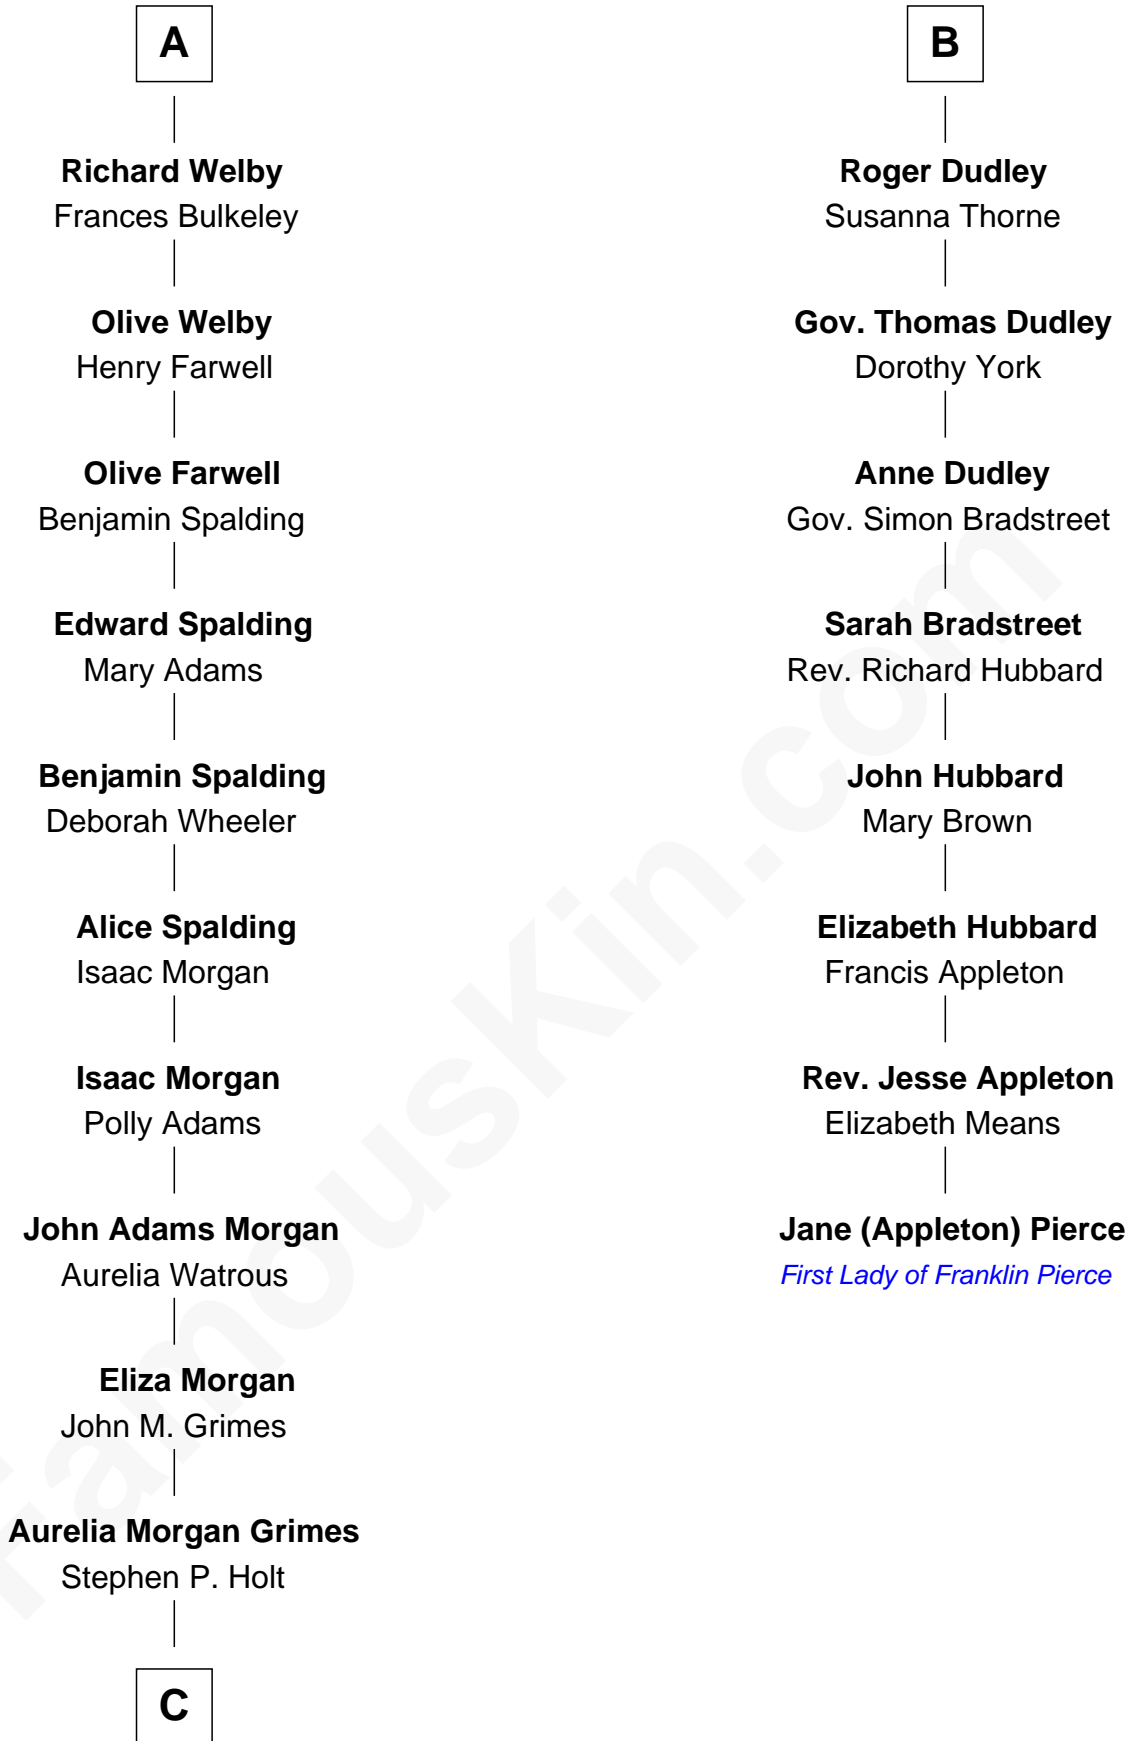 A
Richard Welby
Frances Bulkeley
Olive Welby
Henry Farwell
Olive Farwell
Benjamin Spalding
Edward Spalding
Mary Adams
Benjamin Spalding
Deborah Wheeler
Alice Spalding
Isaac Morgan
Isaac Morgan
Polly Adams
John Adams Morgan
Aurelia Watrous
Eliza Morgan
John M. Grimes
Aurelia Morgan Grimes
Stephen P. Holt
C
B
Roger Dudley
Susanna Thorne
Gov. Thomas Dudley
Dorothy York
Anne Dudley
Gov. Simon Bradstreet
Sarah Bradstreet
Rev. Richard Hubbard
John Hubbard
Mary Brown
Elizabeth Hubbard
Francis Appleton
Rev. Jesse Appleton
Elizabeth Means
Jane (Appleton) Pierce
First Lady of Franklin Pierce
FamousKin.com